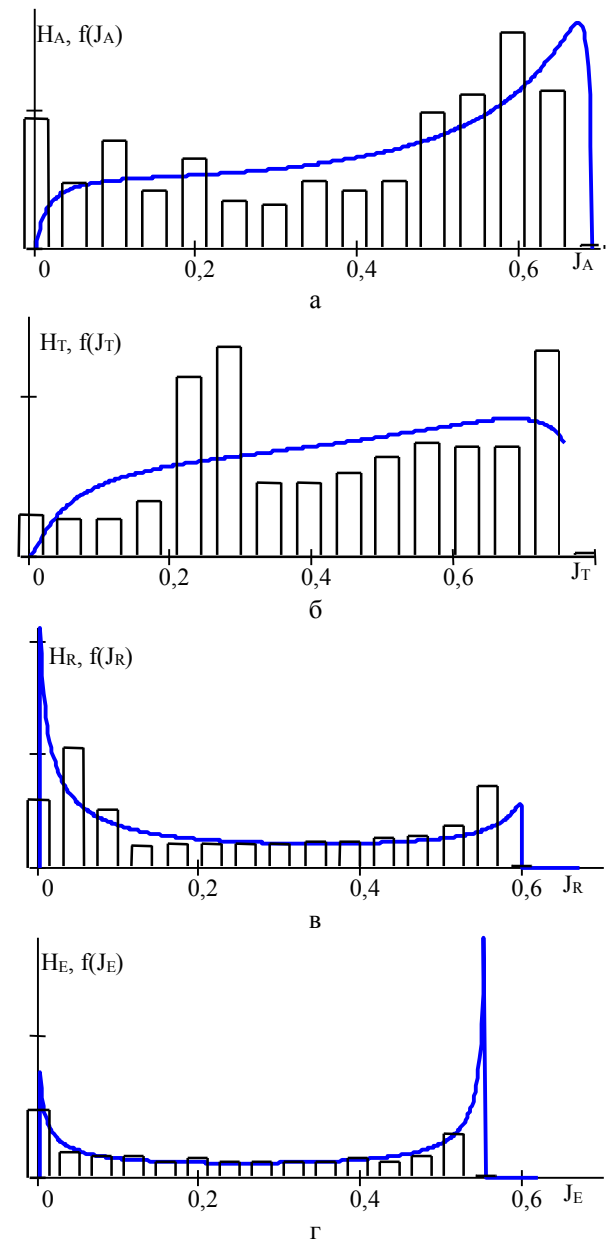 HA, f(JA)
0 0,2 0,4 0,6 JA
а
HT, f(JT)
0 0,2 0,4 0,6 JT
б
HR, f(JR)
0 0,2 0,4 0,6 JR
в
HE, f(JE)
0 0,2 0,4 0,6 JE
г